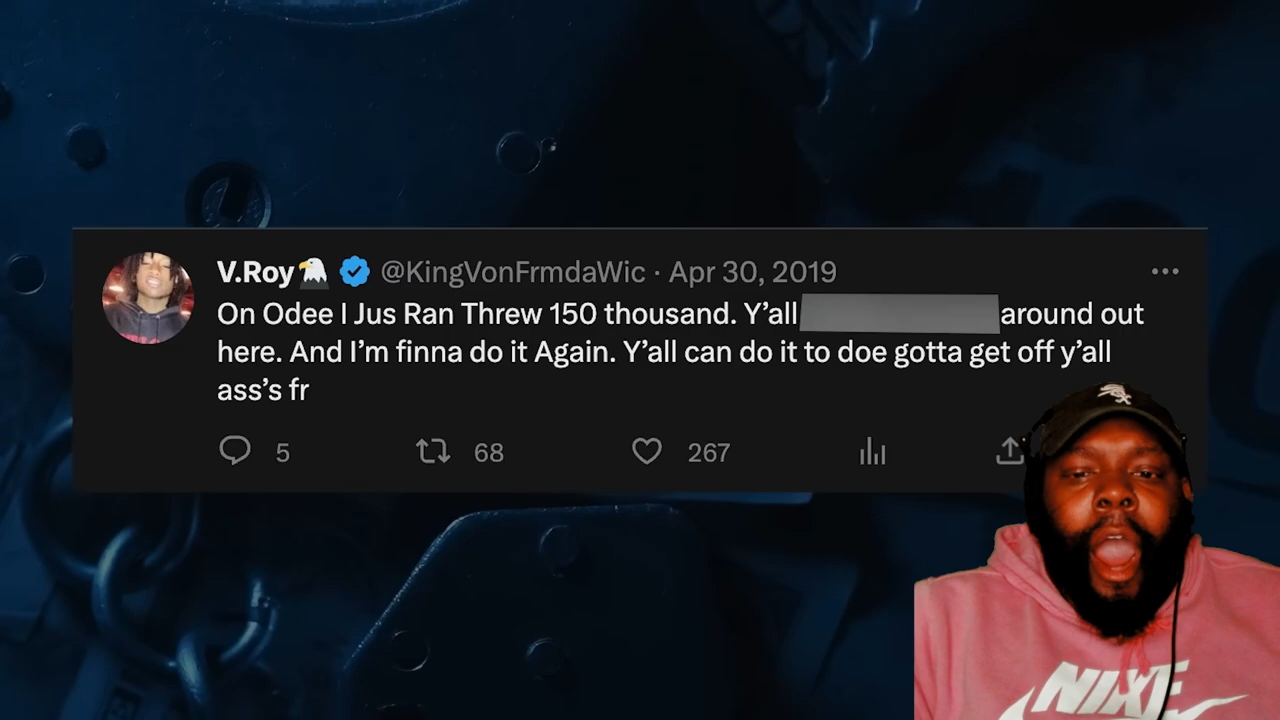 V.Roy🦅 @KingVonFrmdaWic · Apr 30, 2019
On Odee I Jus Ran Threw 150 thousand. Y’all around out
here. And I’m finna do it Again. Y’all can do it to doe gotta get off y’all
ass’s fr
5 68 267
NIKE